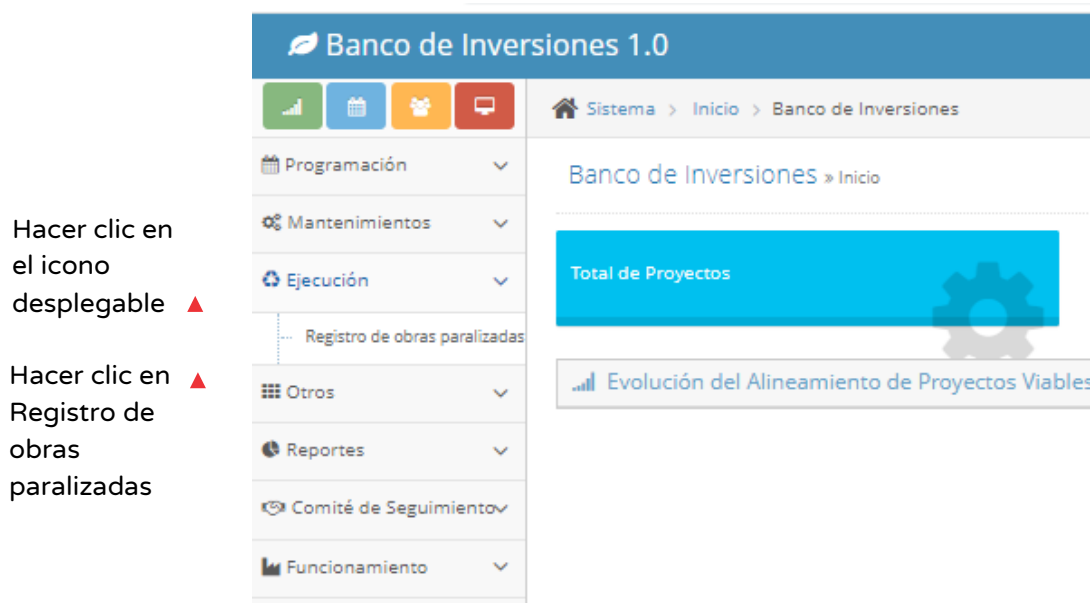 Banco de Inversiones 1.0
Sistema > Inicio > Banco de Inversiones
Programación
Banco de Inversiones » Inicio
Mantenimientos
Hacer clic en
el icono
desplegable
Ejecución
Total de Proyectos
Registro de obras paralizadas
Hacer clic en
Registro de
obras
paralizadas
Otros
Evolución del Alineamiento de Proyectos Viables
Reportes
Comité de Seguimiento
Funcionamiento